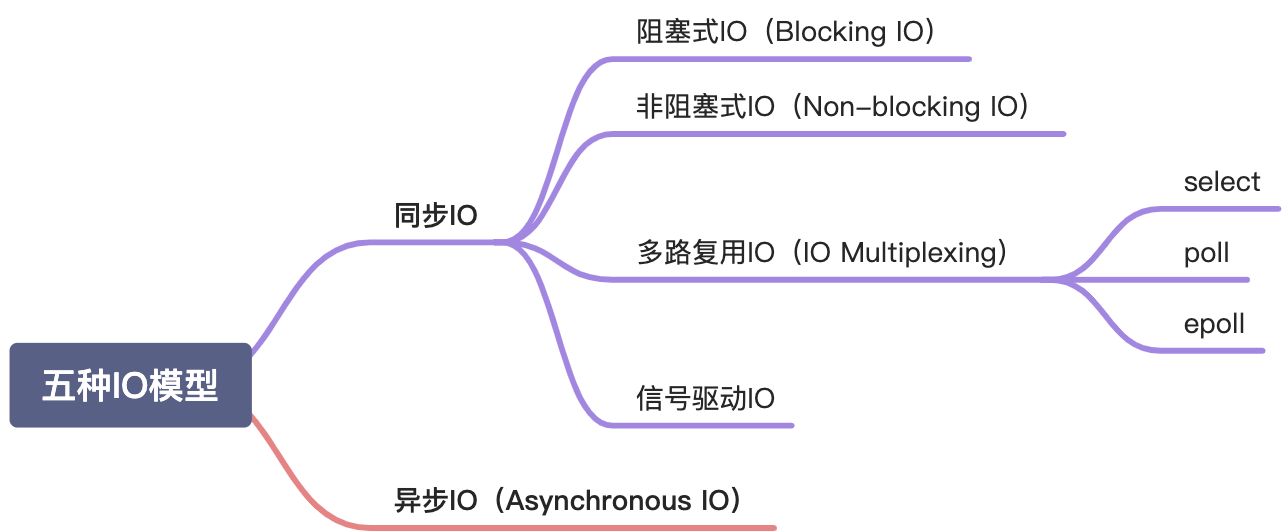 五种IO模型
同步IO
阻塞式IO（Blocking IO）
非阻塞式IO（Non-blocking IO）
多路复用IO（IO Multiplexing）
select
poll
epoll
信号驱动IO
异步IO（Asynchronous IO）